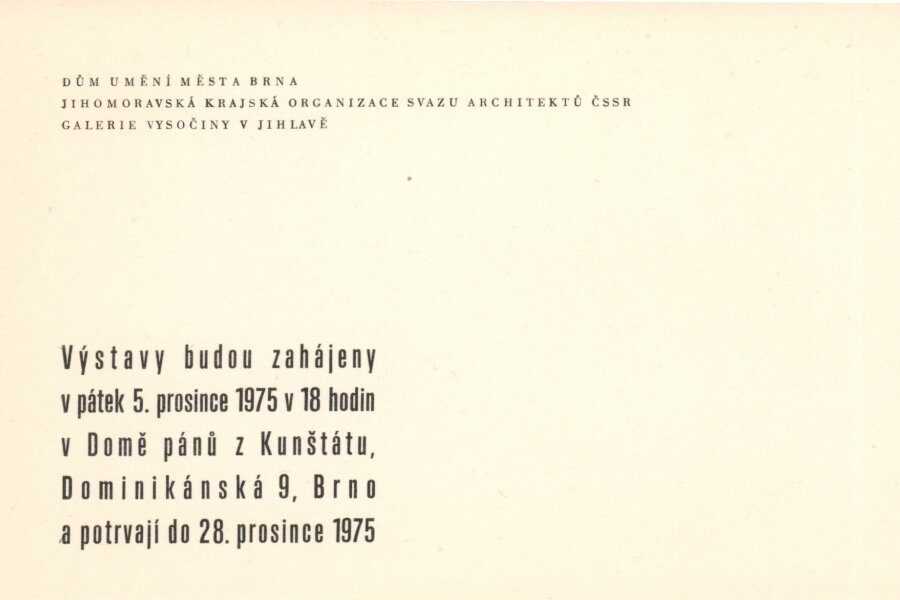 DŮM UMĚNÍ MĚSTA BRNA
JIHOMORAVSKÁ KRAJSKÁ ORGANIZACE SVAZU ARCHITEKTŮ ČSSR
GALERIE VYSOČINY V JIHLAVĚ
Výstavy budou zahájeny
v pátek 5. prosince 1975 v 18 hodin
v Domě pánů z Kunštátu,
Dominikánská 9, Brno
a potrvají do 28. prosince 1975